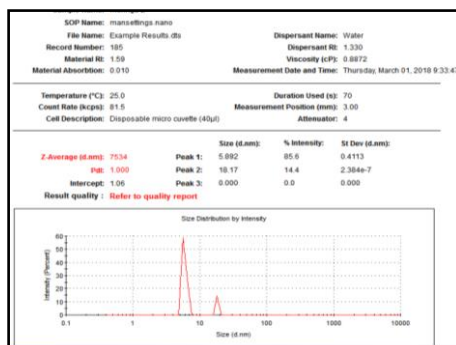 SOP Name: mansettings.nano
File Name: Example Results.dts Dispersant Name: Water
Record Number: 185 Dispersant RI: 1.330
Material RI: 1.59 Viscosity (cP): 0.8872
Material Absorbtion: 0.010 Measurement Date and Time: Thursday, March 01, 2018 9:33:47
Temperature (°C): 25.0 Duration Used (s): 70
Count Rate (kcps): 81.5 Measurement Position (mm): 3.00
Cell Description: Disposable micro cuvette (40µl) Attenuator: 4
Size (d.nm): % Intensity: St Dev (d.nm):
Z-Average (d.nm): 7534 Peak 1: 5.892 85.6 0.4113
PdI: 1.000 Peak 2: 18.17 14.4 2.384e-7
Intercept: 1.06 Peak 3: 0.000 0.0 0.000
Result quality : Refer to quality report
Size Distribution by Intensity
Intensity (Percent)
60
50
40
30
20
10
0
0.1 1 10 100 1000 10000
Size (d.nm)